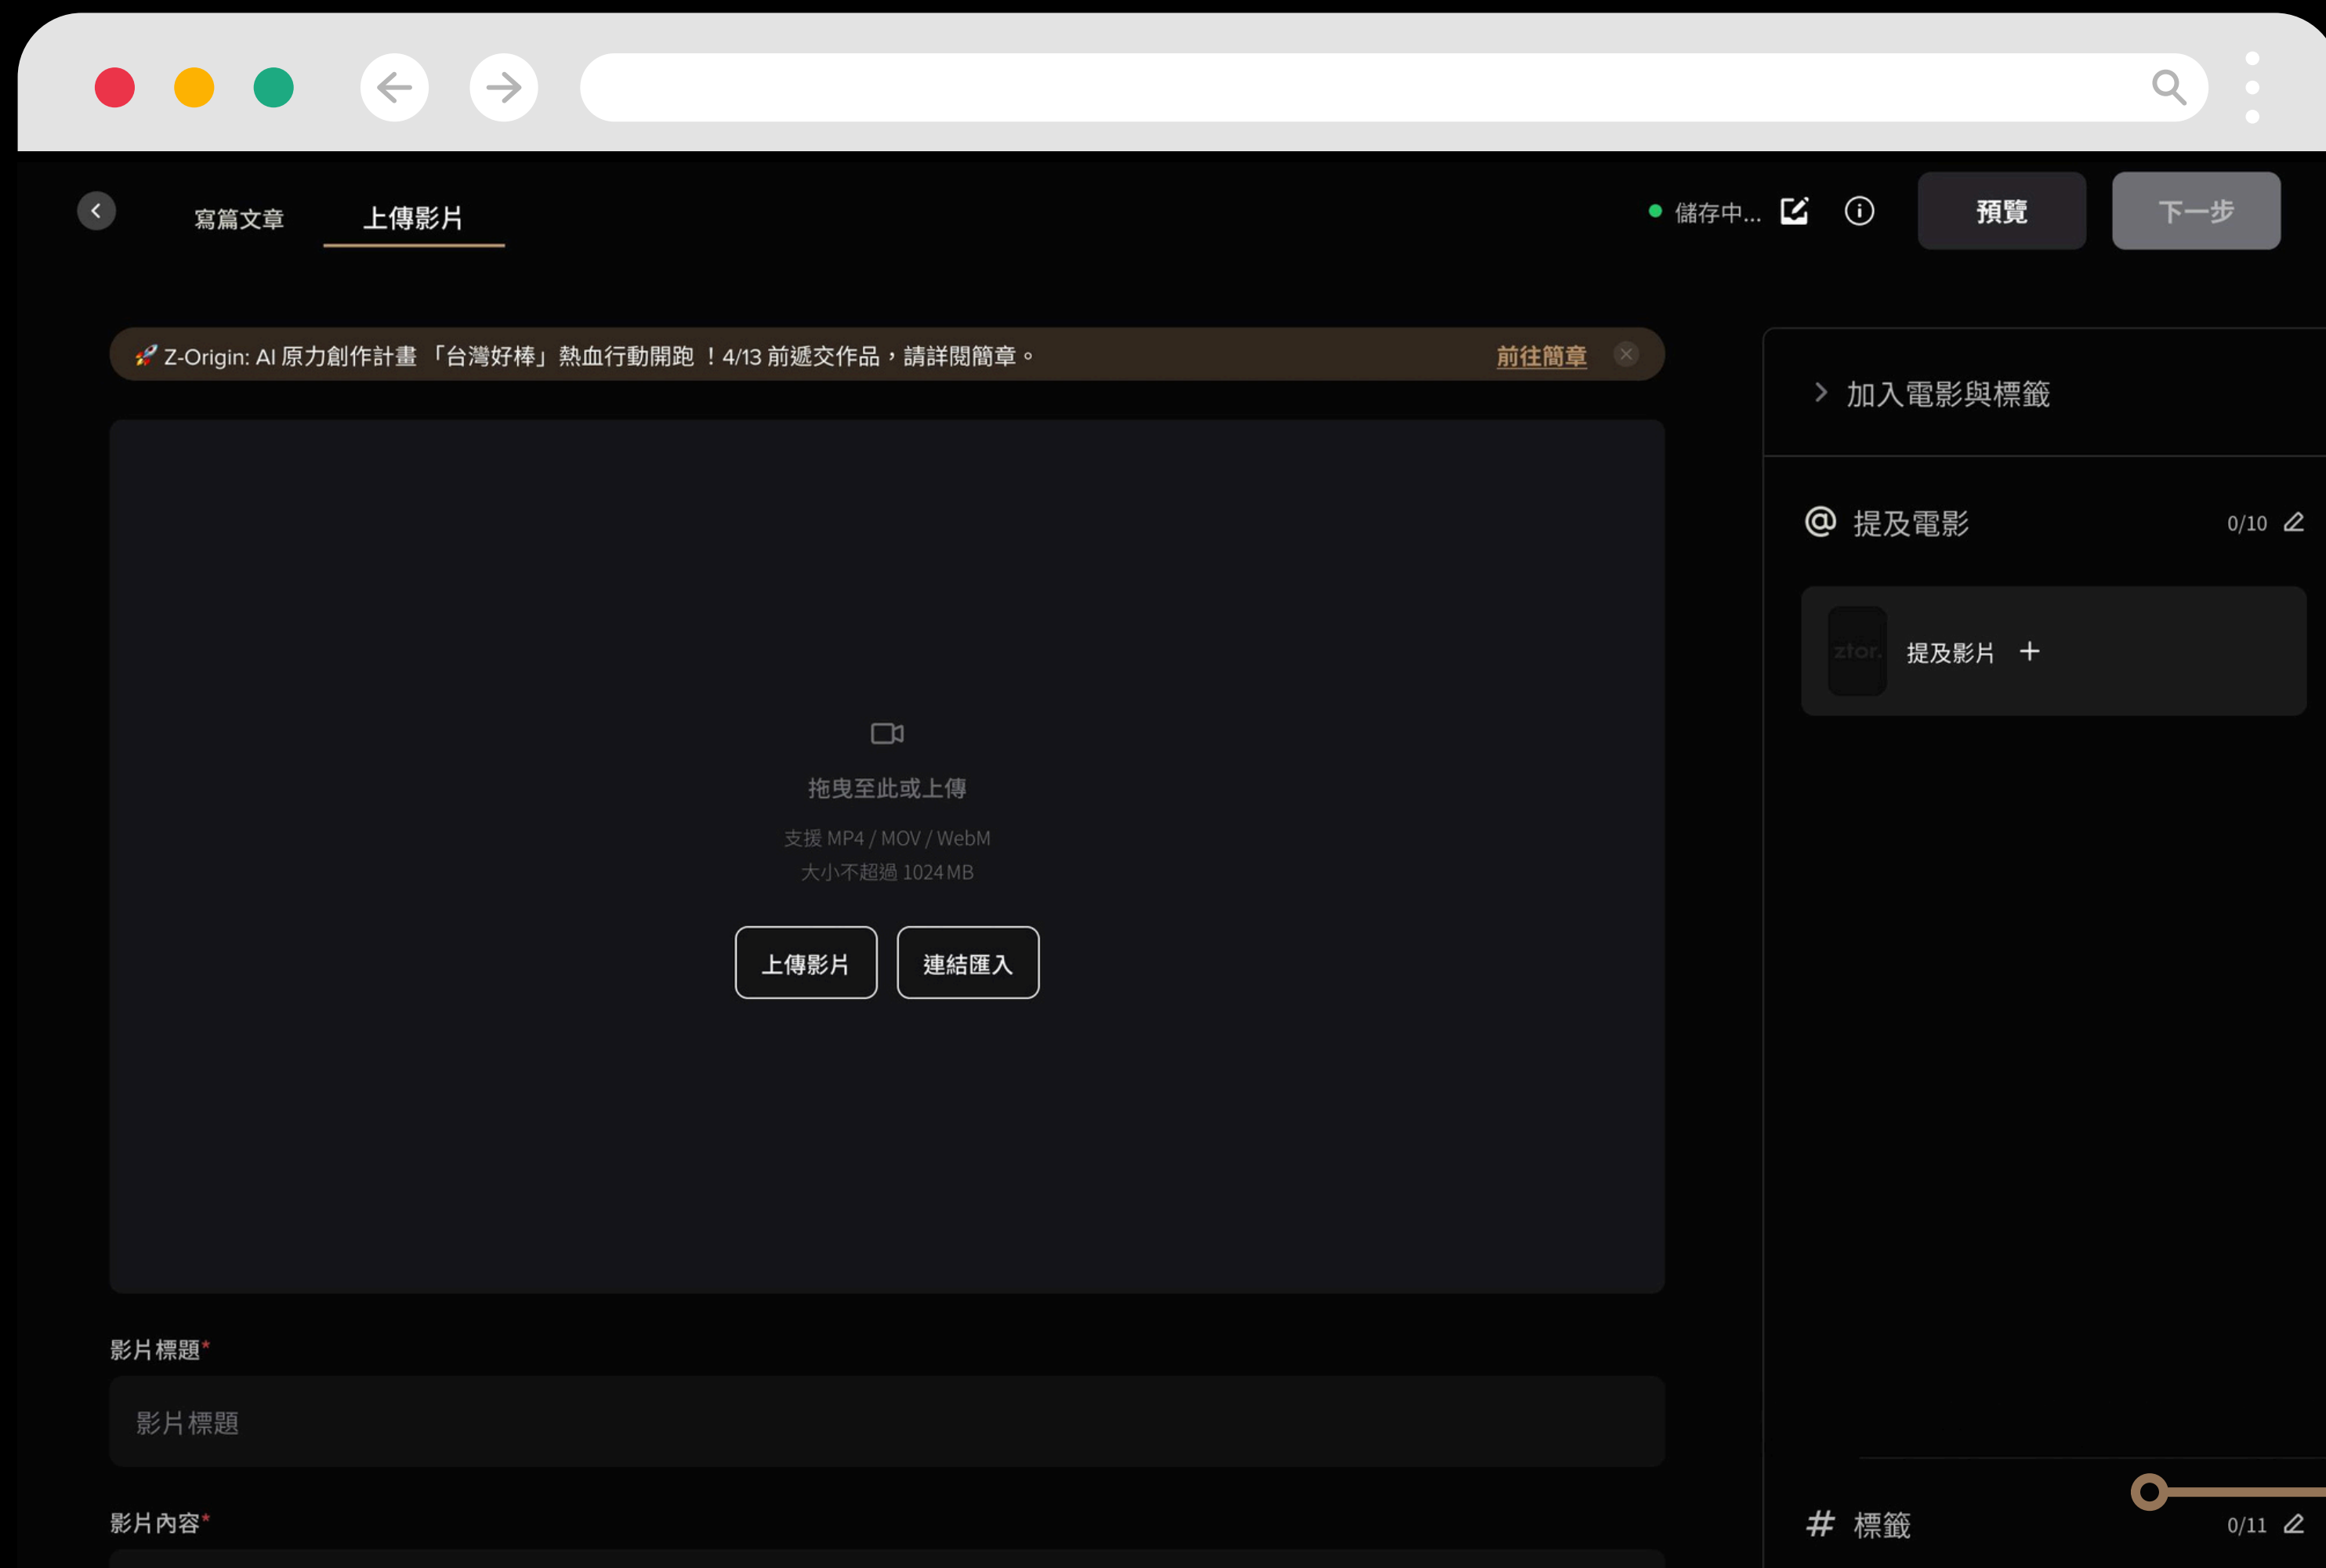 寫篇文章
上傳影片
儲存中...
預覽
下一步
🚀 Z-Origin: AI 原力創作計畫 「台灣好棒」熱血行動開跑 ！4/13 前遞交作品，請詳閱簡章。
前往簡章
拖曳至此或上傳
支援 MP4 / MOV / WebM
大小不超過 1024 MB
上傳影片
連結匯入
影片標題*
影片標題
影片內容*
加入電影與標籤
@ 提及電影
0/10
ztor.
提及影片 +
# 標籤
0/11